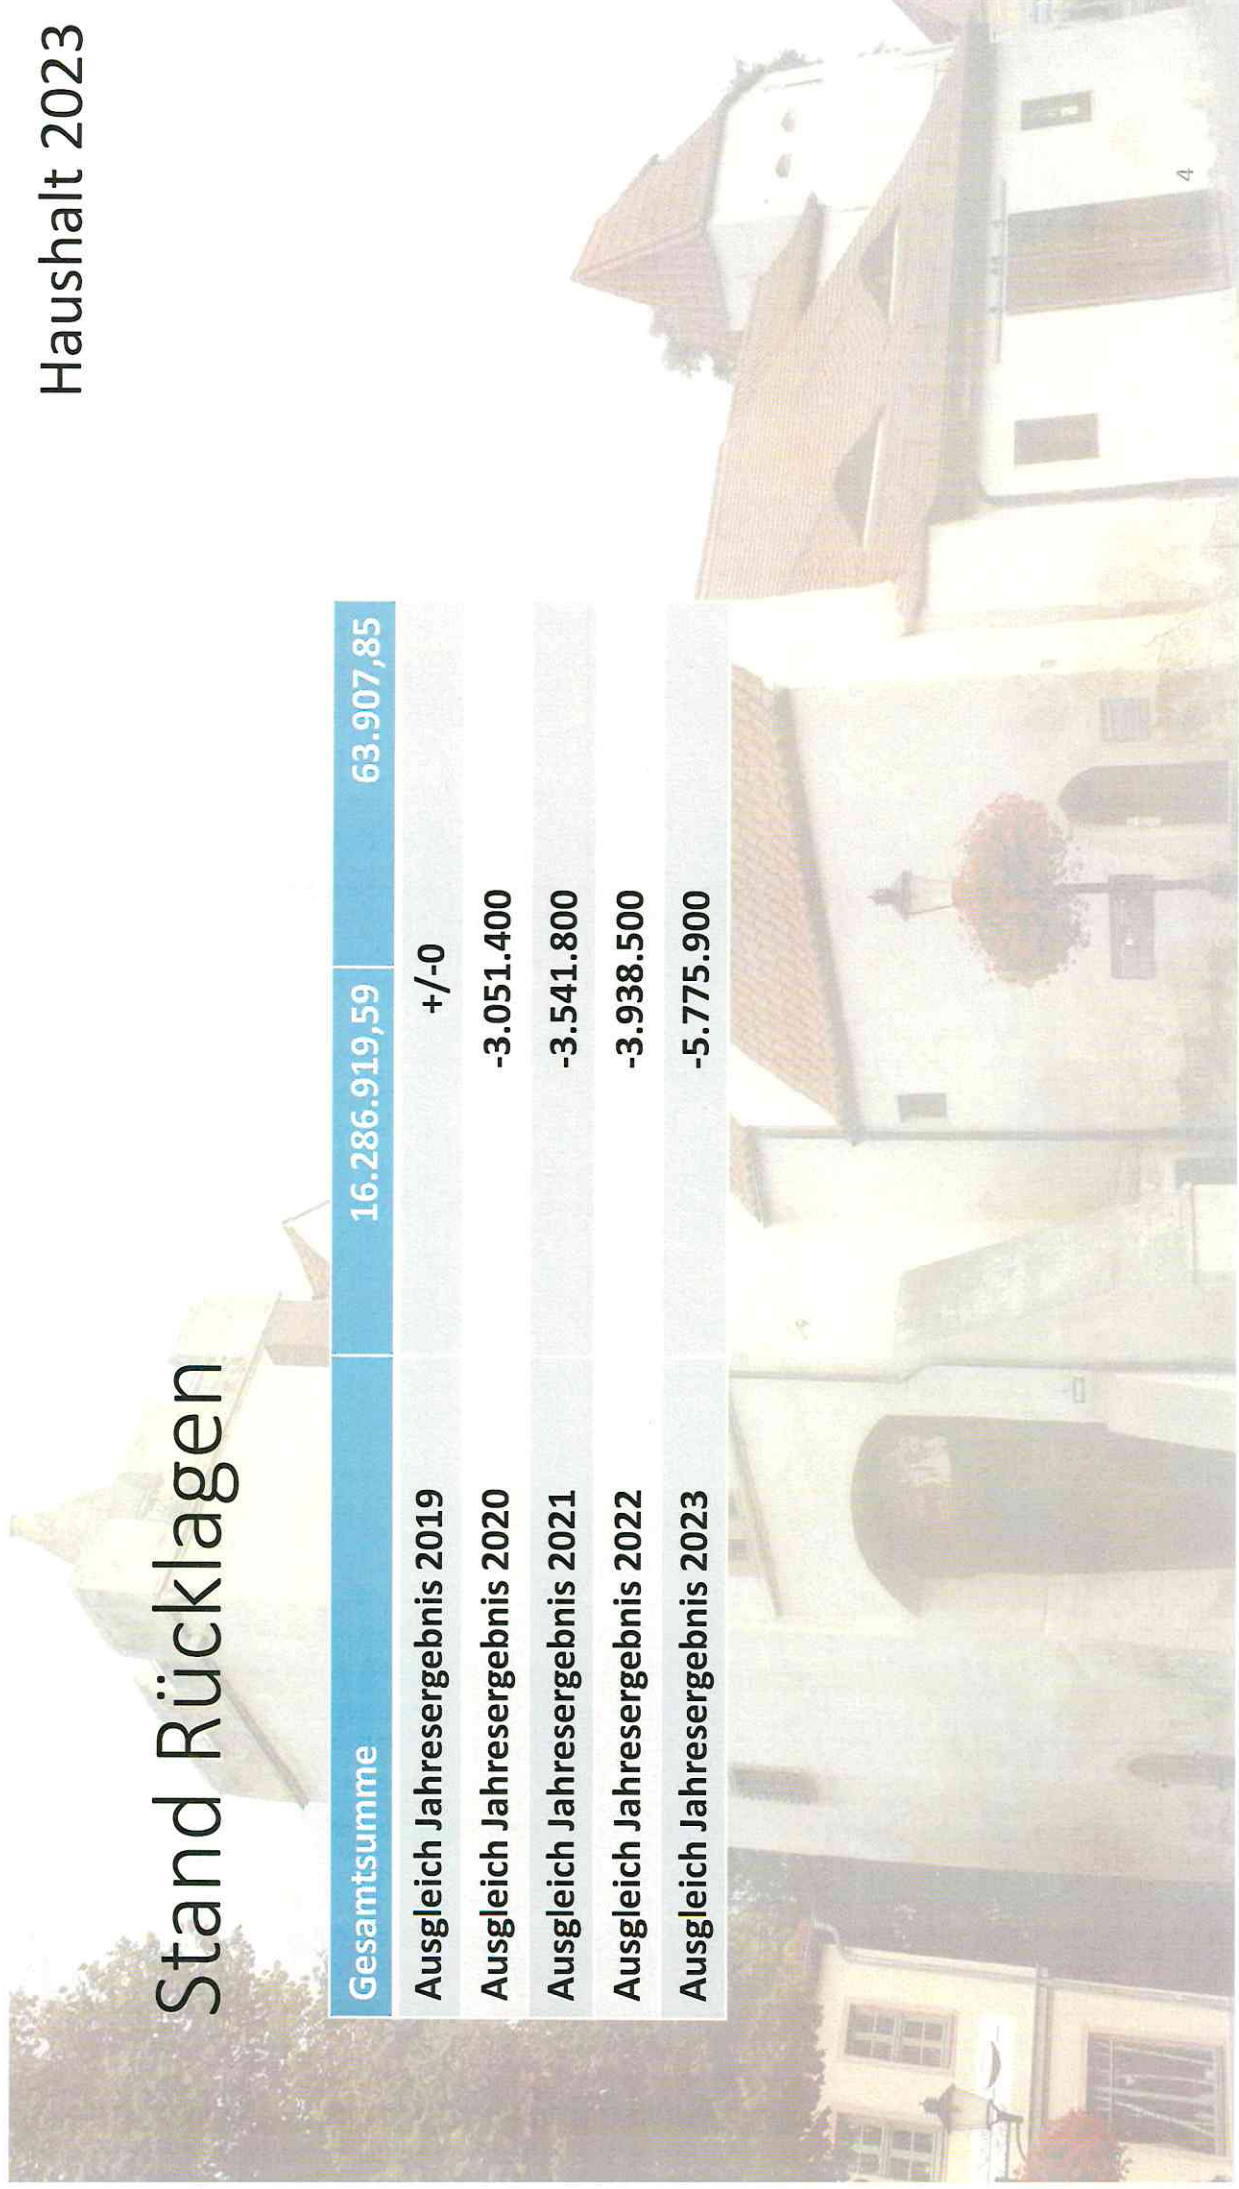 Haushalt 2023
Stand Rücklagen
Gesamtsumme 16.286.919,59 63.907,85
Ausgleich Jahresergebnis 2019 +/-0
Ausgleich Jahresergebnis 2020 -3.051.400
Ausgleich Jahresergebnis 2021 -3.541.800
Ausgleich Jahresergebnis 2022 -3.938.500
Ausgleich Jahresergebnis 2023 -5.775.900
4